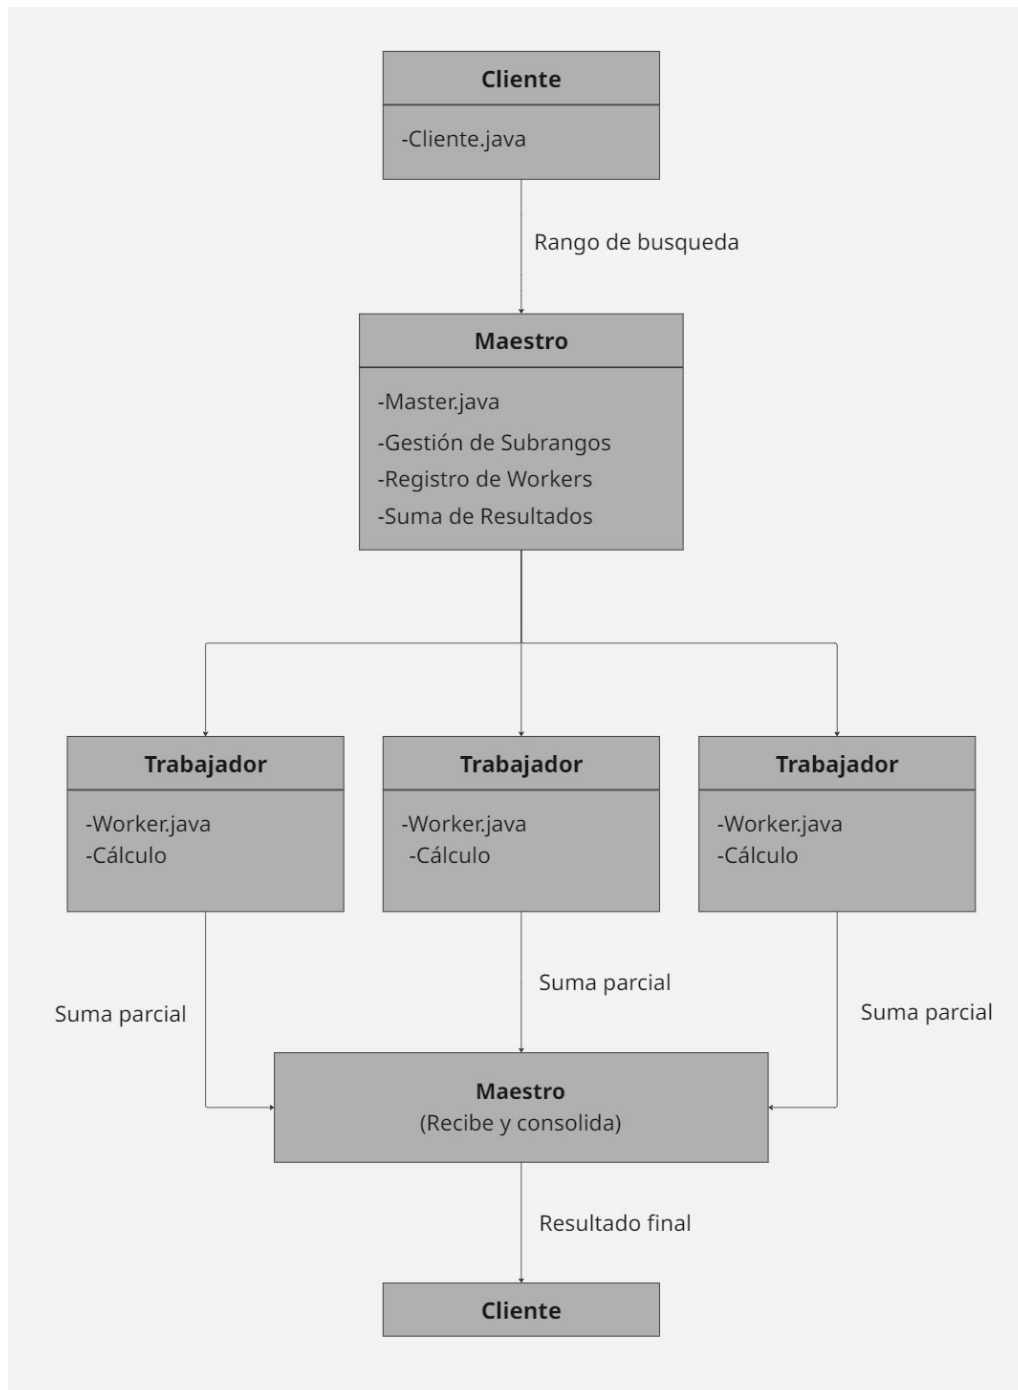 Cliente
-Cliente.java
Rango de busqueda
Maestro
-Master.java
-Gestión de Subrangos
-Registro de Workers
-Suma de Resultados
Trabajador
-Worker.java
-Cálculo
Trabajador
-Worker.java
-Cálculo
Trabajador
-Worker.java
-Cálculo
Suma parcial
Suma parcial
Suma parcial
Maestro
(Recibe y consolida)
Resultado final
Cliente